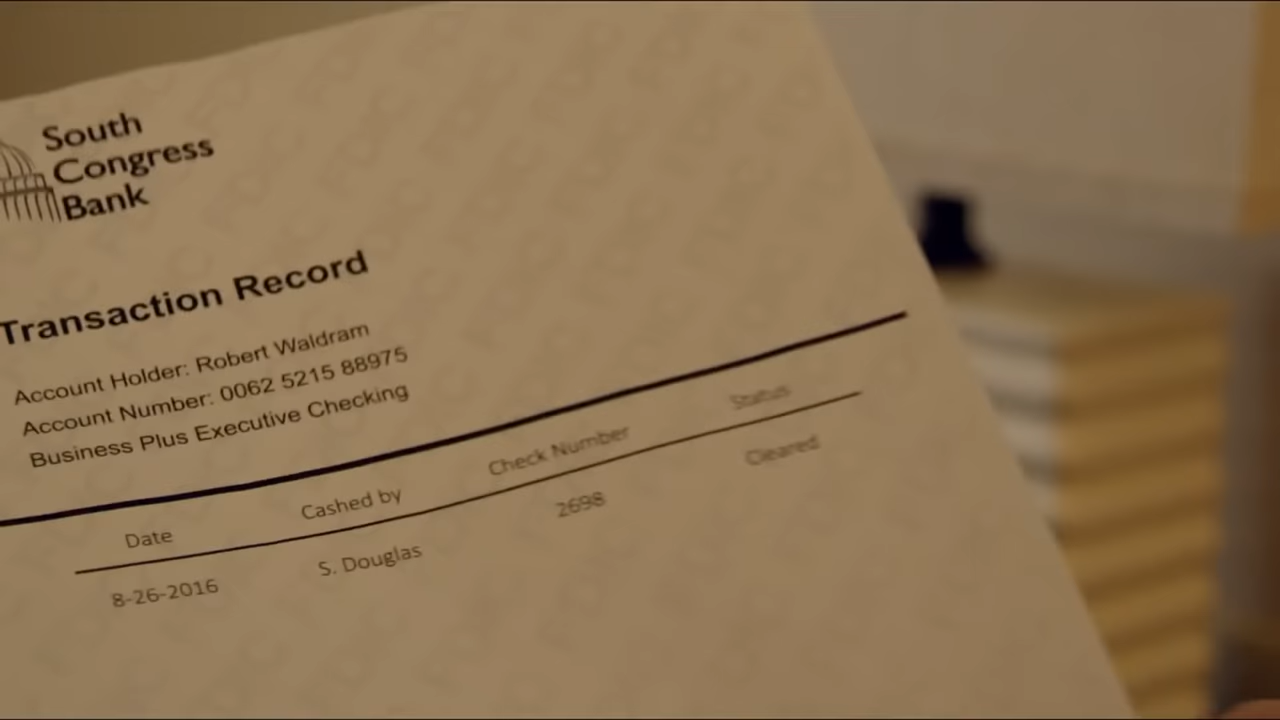 South
Congress
Bank
Transaction Record
Account Holder: Robert Waldram
Account Number: 0062 5215 88975
Business Plus Executive Checking
Date Cashed by Check Number Status
8-26-2016 S. Douglas 2698 Cleared